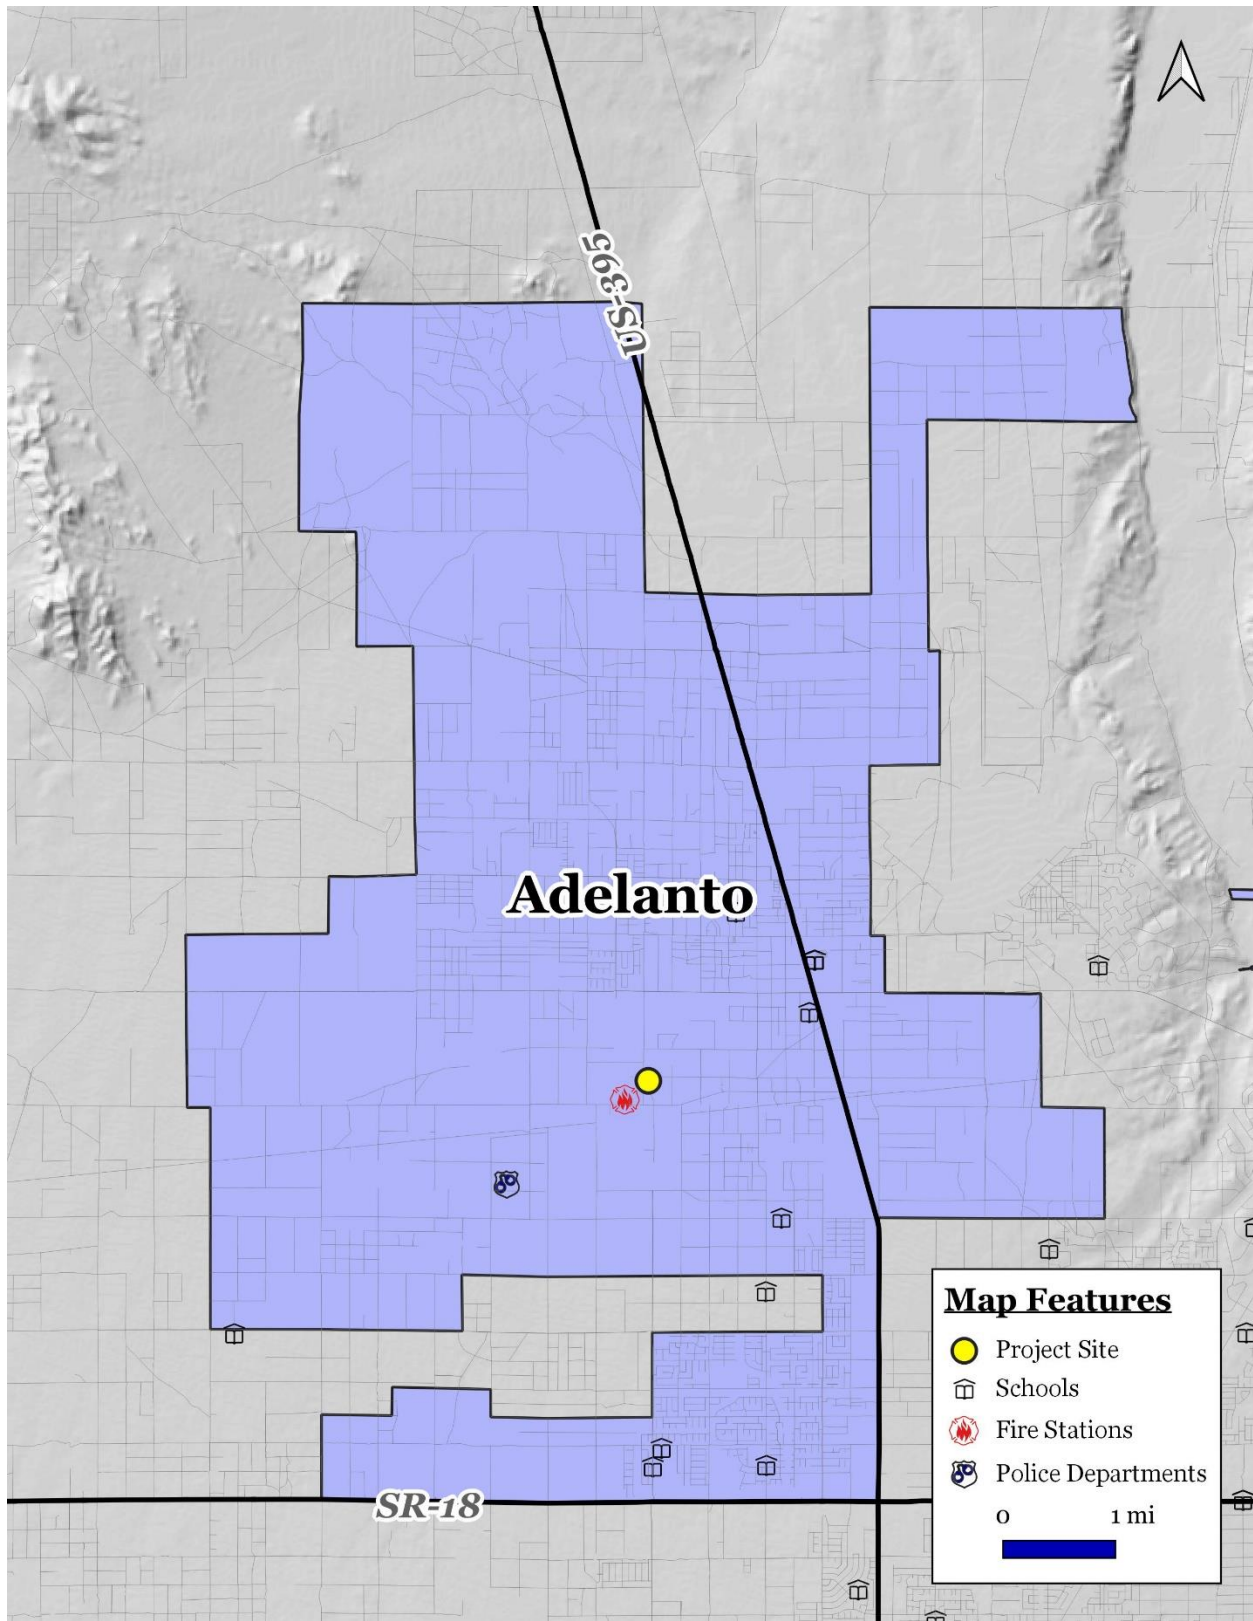 US-395
Adelanto
SR-18
Map Features
Project Site
Schools
Fire Stations
Police Departments
0 1 mi